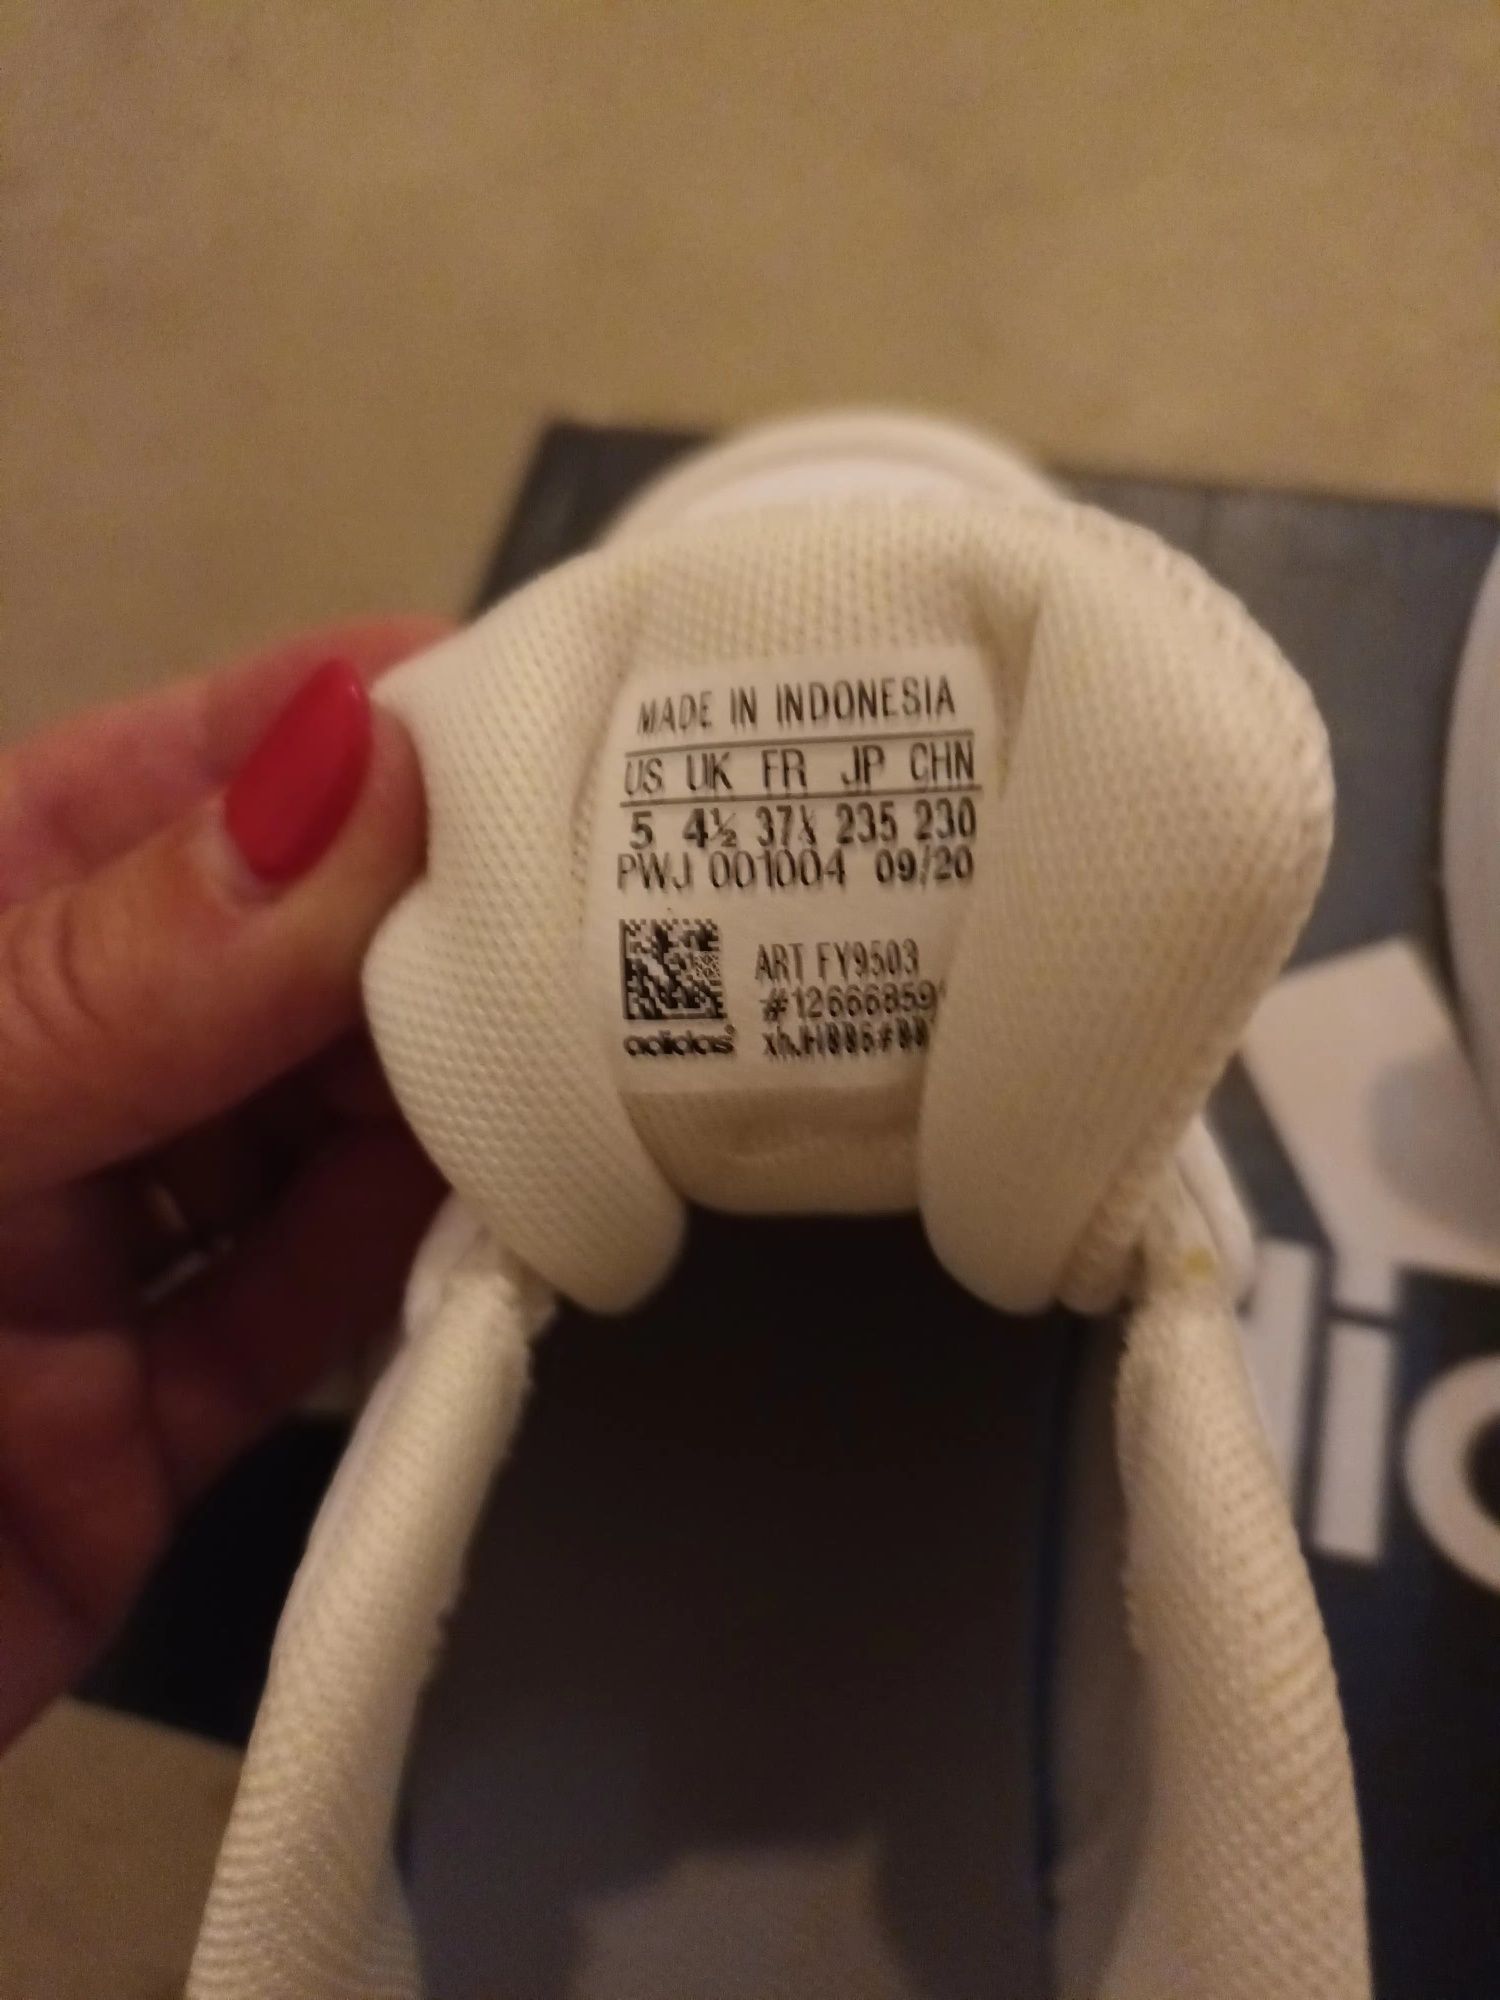 MADE IN INDONESIA
US UK FR JP CHN
5 4½ 37⅓ 235 230
PWJ 001004 09/20
ART FY9503
#12666859
adidas